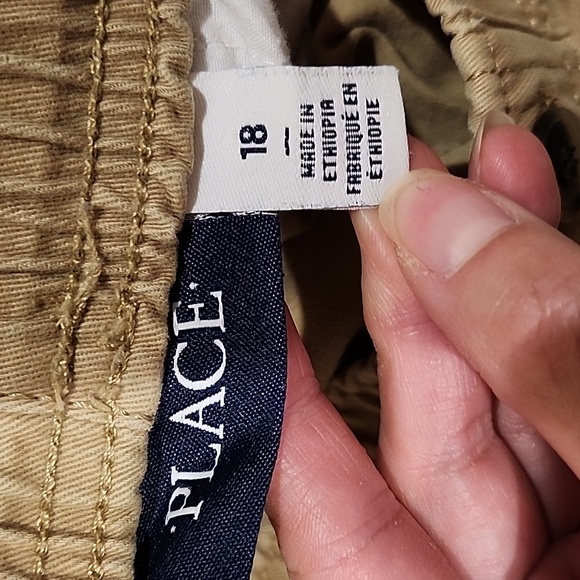 18
MADE IN
ETHIOPIA
FABRIQUÉ EN
ÉTHIOPIE
PLACE